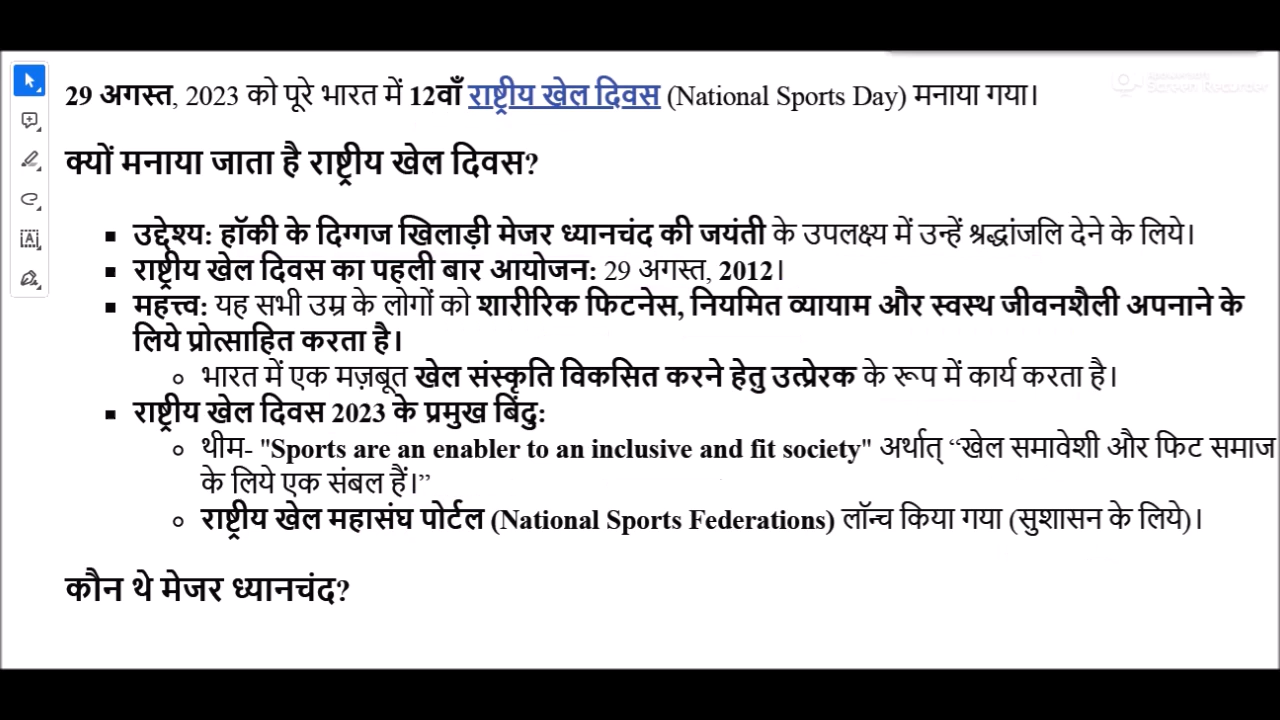 29 अगस्त, 2023 को पूरे भारत में 12वाँ राष्ट्रीय खेल दिवस (National Sports Day) मनाया गया।
क्यों मनाया जाता है राष्ट्रीय खेल दिवस?
▪ उद्देश्य: हॉकी के दिग्गज खिलाड़ी मेजर ध्यानचंद की जयंती के उपलक्ष्य में उन्हें श्रद्धांजलि देने के लिये।
▪ राष्ट्रीय खेल दिवस का पहली बार आयोजन: 29 अगस्त, 2012।
▪ महत्त्व: यह सभी उम्र के लोगों को शारीरिक फिटनेस, नियमित व्यायाम और स्वस्थ जीवनशैली अपनाने के
लिये प्रोत्साहित करता है।
○ भारत में एक मज़बूत खेल संस्कृति विकसित करने हेतु उत्प्रेरक के रूप में कार्य करता है।
▪ राष्ट्रीय खेल दिवस 2023 के प्रमुख बिंदु:
○ थीम- "Sports are an enabler to an inclusive and fit society" अर्थात् “खेल समावेशी और फिट समाज
के लिये एक संबल हैं।”
○ राष्ट्रीय खेल महासंघ पोर्टल (National Sports Federations) लॉन्च किया गया (सुशासन के लिये)।
कौन थे मेजर ध्यानचंद?
Screen Recorder